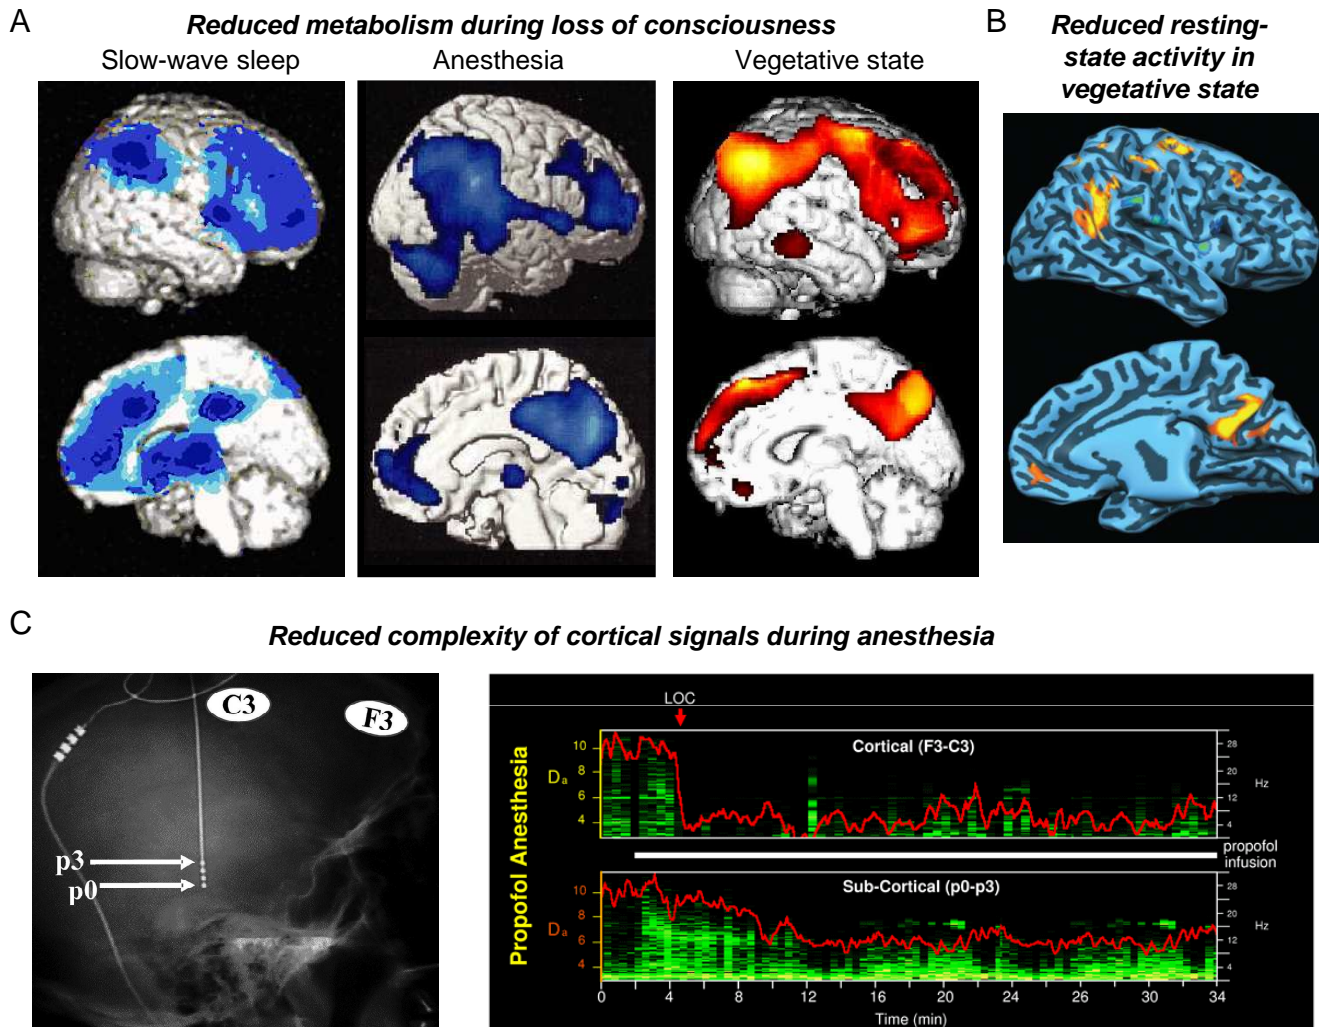 A
Reduced metabolism during loss of consciousness
Slow-wave sleep
Anesthesia
Vegetative state
B
Reduced resting-
state activity in
vegetative state
C
Reduced complexity of cortical signals during anesthesia
C3
F3
p3
p0
Propofol Anesthesia
LOC
Cortical (F3-C3)
10
8
6
4
Da
28
20
12
4
Hz
propofol
infusion
Sub-Cortical (p0-p3)
10
8
6
4
Da
28
20
12
4
Hz
0 4 8 12 16 20 24 26 30 34
Time (min)